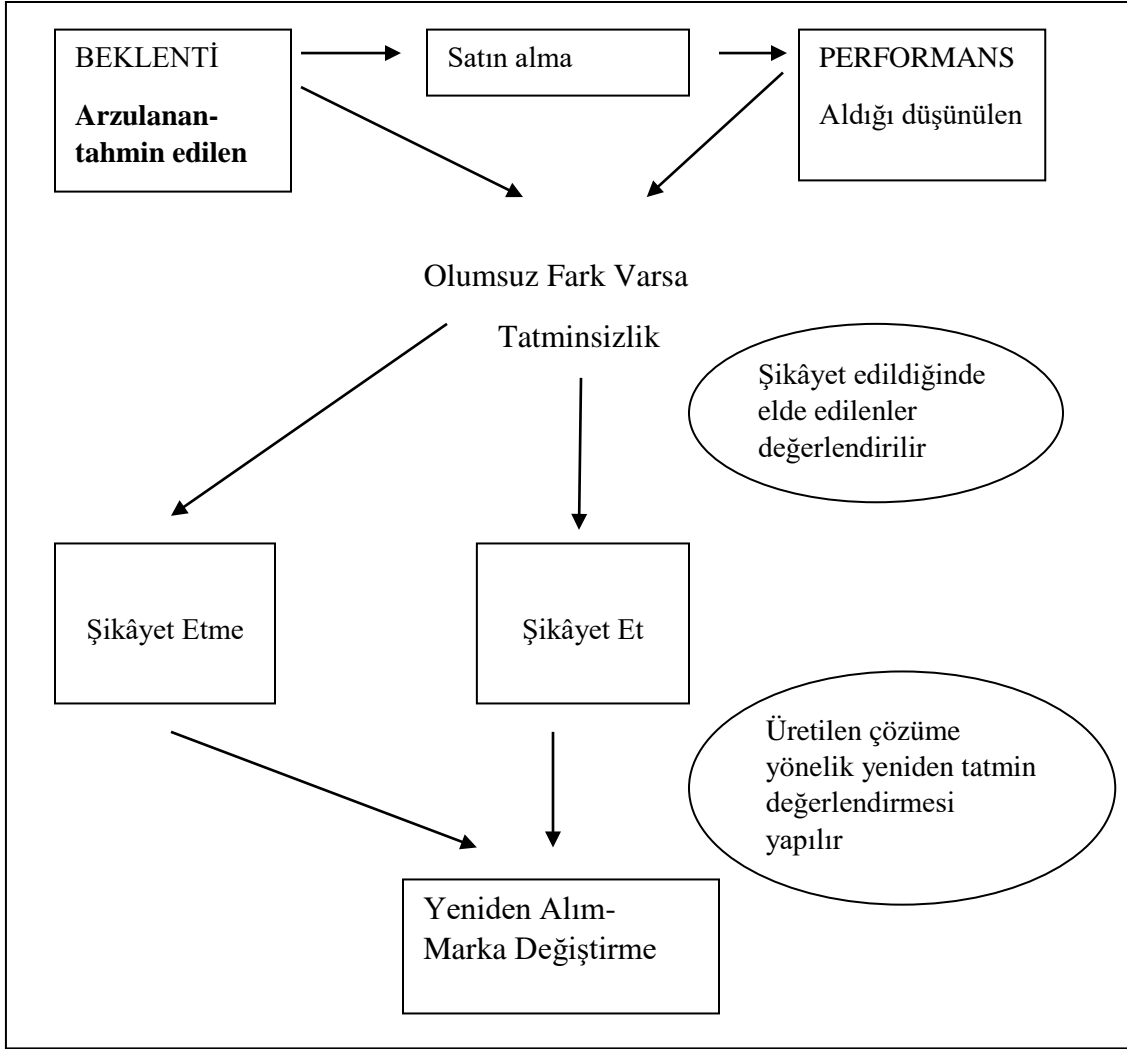 BEKLENTİ
Arzulanan-
tahmin edilen
Satın alma
PERFORMANS
Aldığı düşünülen
Olumsuz Fark Varsa
Tatminsizlik
Şikâyet edildiğinde
elde edilenler
değerlendirilir
Şikâyet Etme
Şikâyet Et
Üretilen çözüme
yönelik yeniden tatmin
değerlendirmesi
yapılır
Yeniden Alım-
Marka Değiştirme